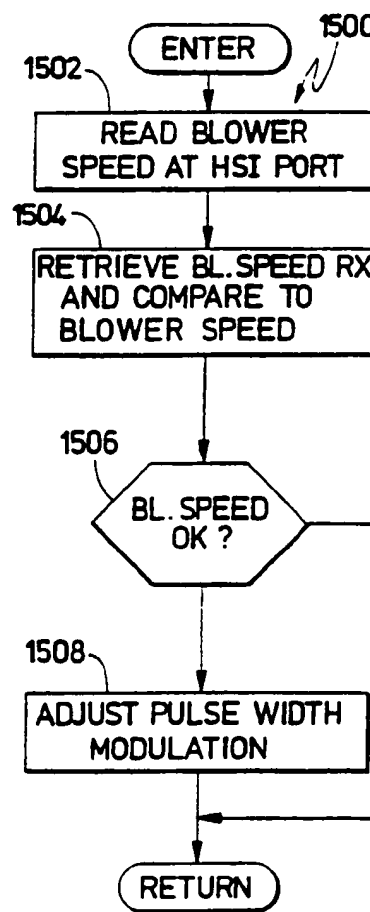 ENTER
1500
1502
READ BLOWER
SPEED AT HSI PORT
1504
RETRIEVE BL. SPEED RX
AND COMPARE TO
BLOWER SPEED
1506
BL. SPEED
OK ?
1508
ADJUST PULSE WIDTH
MODULATION
RETURN